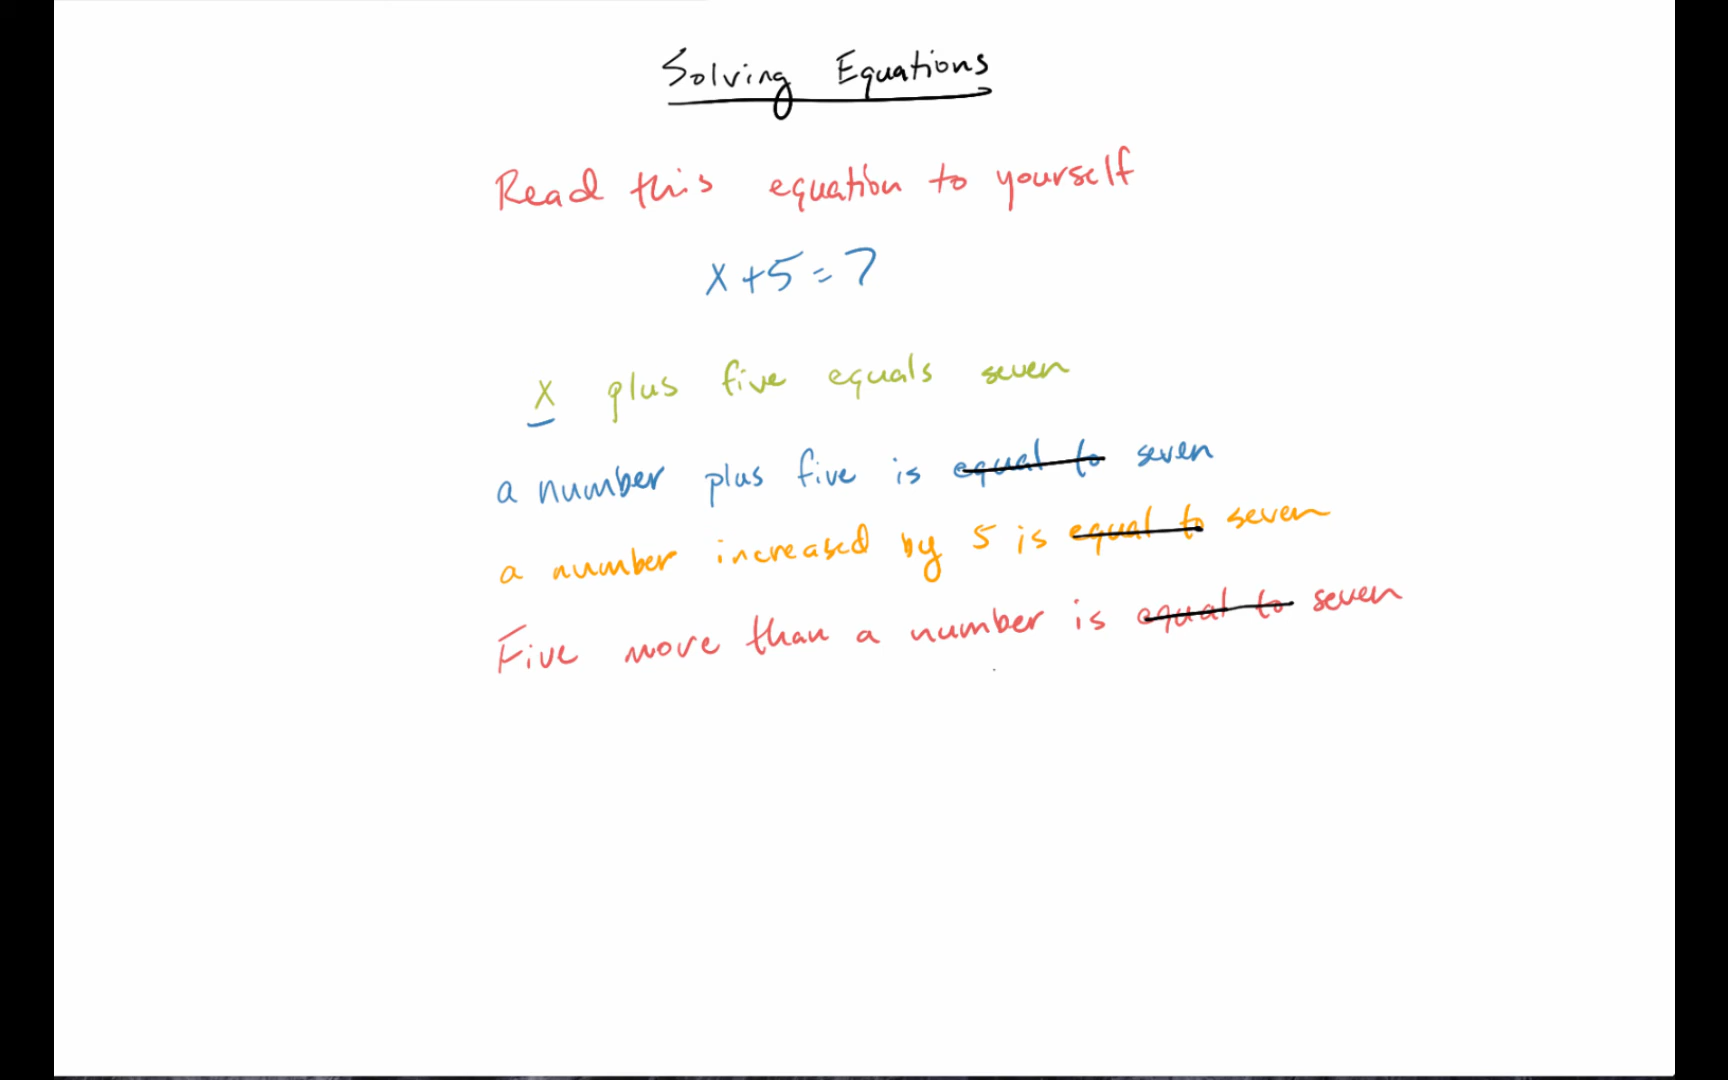 Solving Equations
Read this equation to yourself
x+5=7
x plus five equals seven
a number plus five is equal to seven
a number increased by 5 is equal to seven
Five more than a number is equal to seven